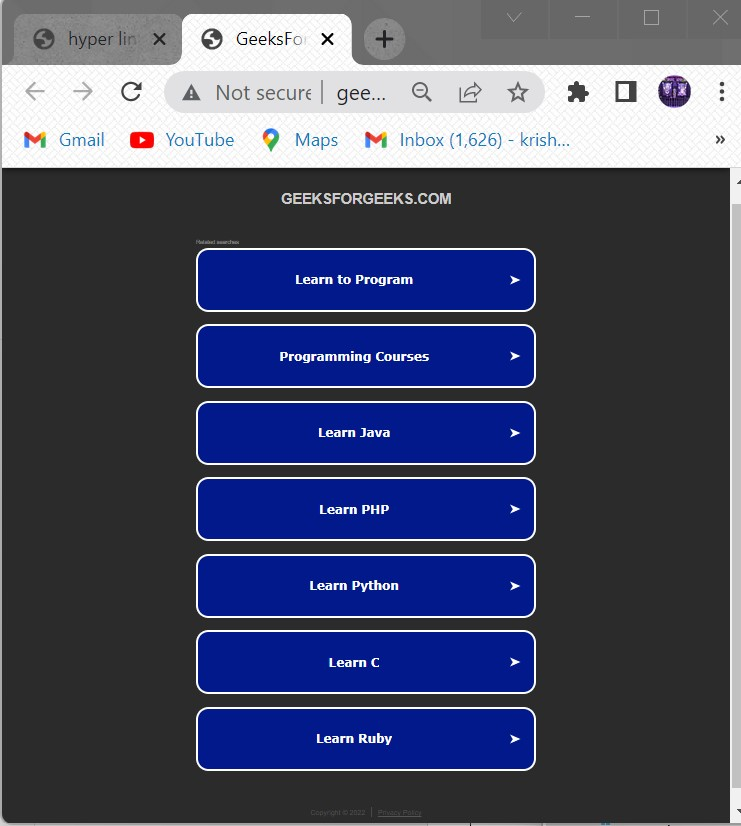 hyper lin
GeeksFor
Not secure gee...
Gmail YouTube Maps Inbox (1,626) - krish... »
GEEKSFORGEEKS.COM
Related searches
Learn to Program
Programming Courses
Learn Java
Learn PHP
Learn Python
Learn C
Learn Ruby
Copyright © 2022 | Privacy Policy